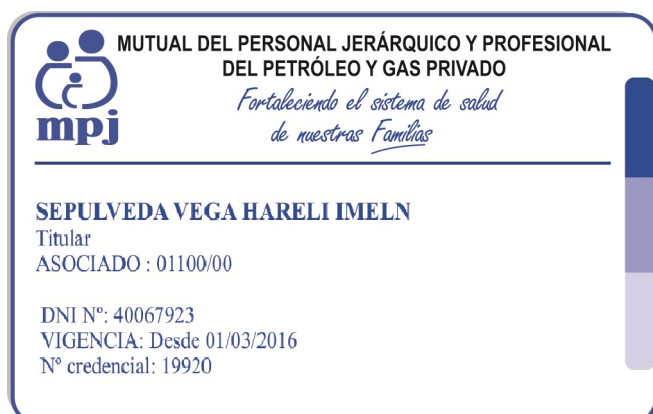 MUTUAL DEL PERSONAL JERÁRQUICO Y PROFESIONAL
DEL PETRÓLEO Y GAS PRIVADO
Fortaleciendo el sistema de salud
de nuestras Familias
mpj
SEPULVEDA VEGA HARELI IMELN
Titular
ASOCIADO : 01100/00
DNI Nº: 40067923
VIGENCIA: Desde 01/03/2016
Nº credencial: 19920